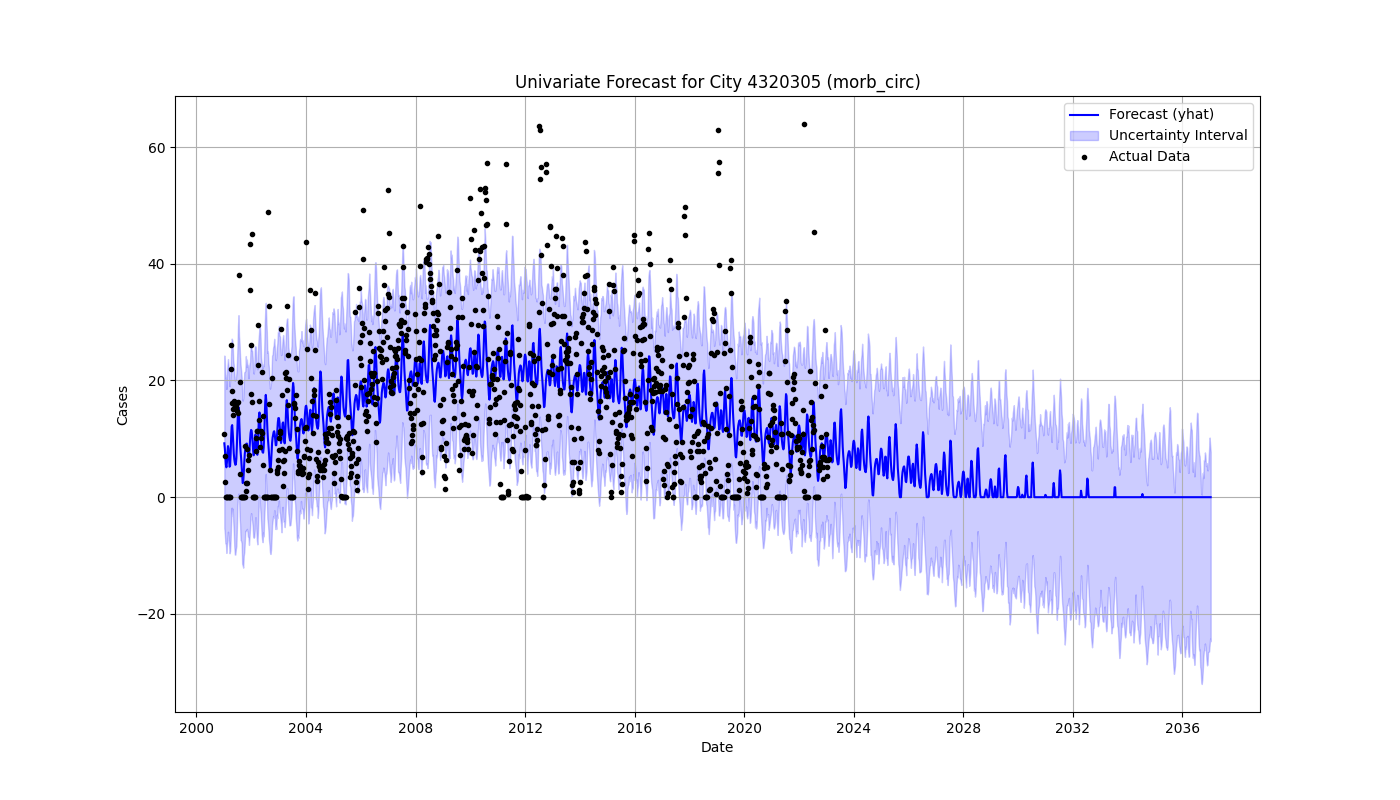 Univariate Forecast for City 4320305 (morb_circ)
Forecast (yhat)
Uncertainty Interval
Actual Data
Cases
60
40
20
0
−20
2000 2004 2008 2012 2016 2020 2024 2028 2032 2036
Date